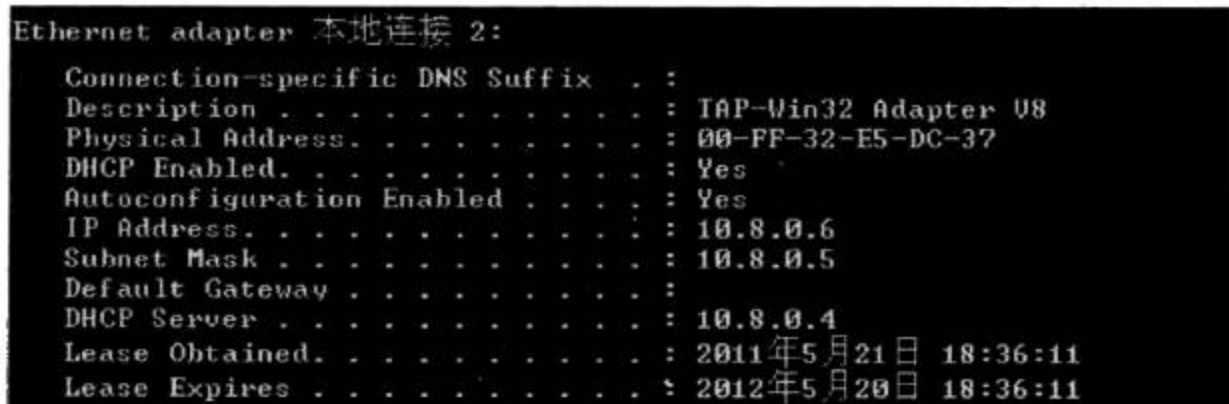 Ethernet adapter 本地连接 2:
Connection-specific DNS Suffix . :
Description . . . . . . . . . . . : TAP-Win32 Adapter V8
Physical Address. . . . . . . . . : 00-FF-32-E5-DC-37
DHCP Enabled. . . . . . . . . . . : Yes
Autoconfiguration Enabled . . . . : Yes
IP Address. . . . . . . . . . . . : 10.8.0.6
Subnet Mask . . . . . . . . . . . : 10.8.0.5
Default Gateway . . . . . . . . . :
DHCP Server . . . . . . . . . . . : 10.8.0.4
Lease Obtained. . . . . . . . . . : 2011年5月21日 18:36:11
Lease Expires . . . . . . . . . . : 2012年5月20日 18:36:11